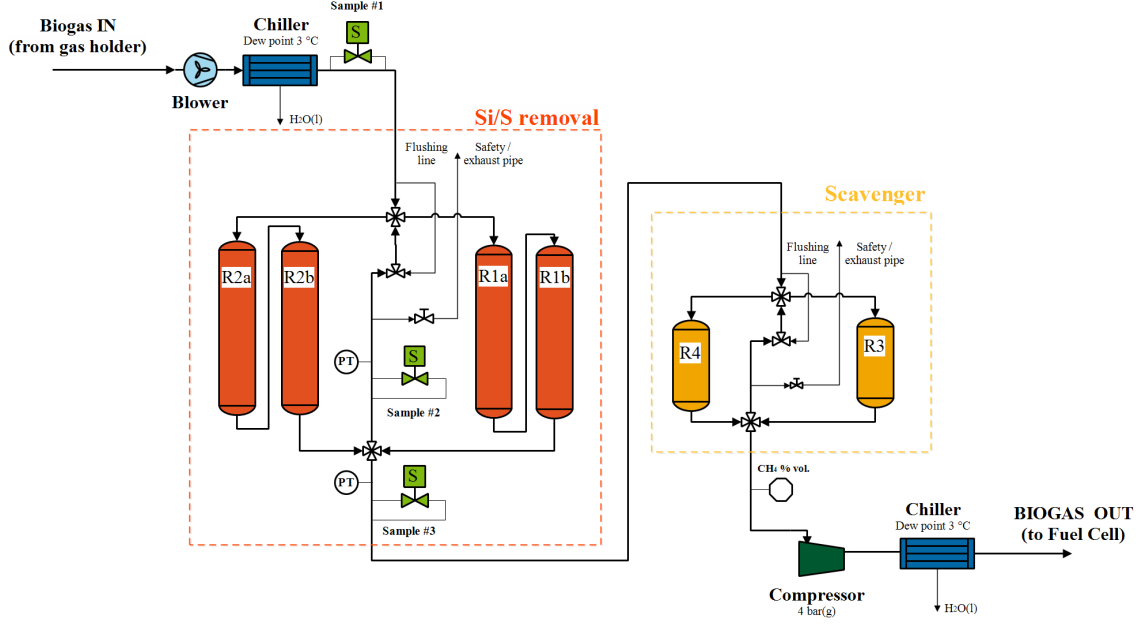 Sample #1
S
Biogas IN
(from gas holder)
Chiller
Dew point 3 °C
Blower
H2O(l)
Si/S removal
Flushing
line
Safety /
exhaust pipe
R2a
R2b
R1a
R1b
PT
S
Sample #2
PT
S
Sample #3
Scavenger
Flushing
line
Safety /
exhaust pipe
R4
R3
CH4 % vol.
Compressor
4 bar(g)
Chiller
Dew point 3 °C
H2O(l)
BIOGAS OUT
(to Fuel Cell)